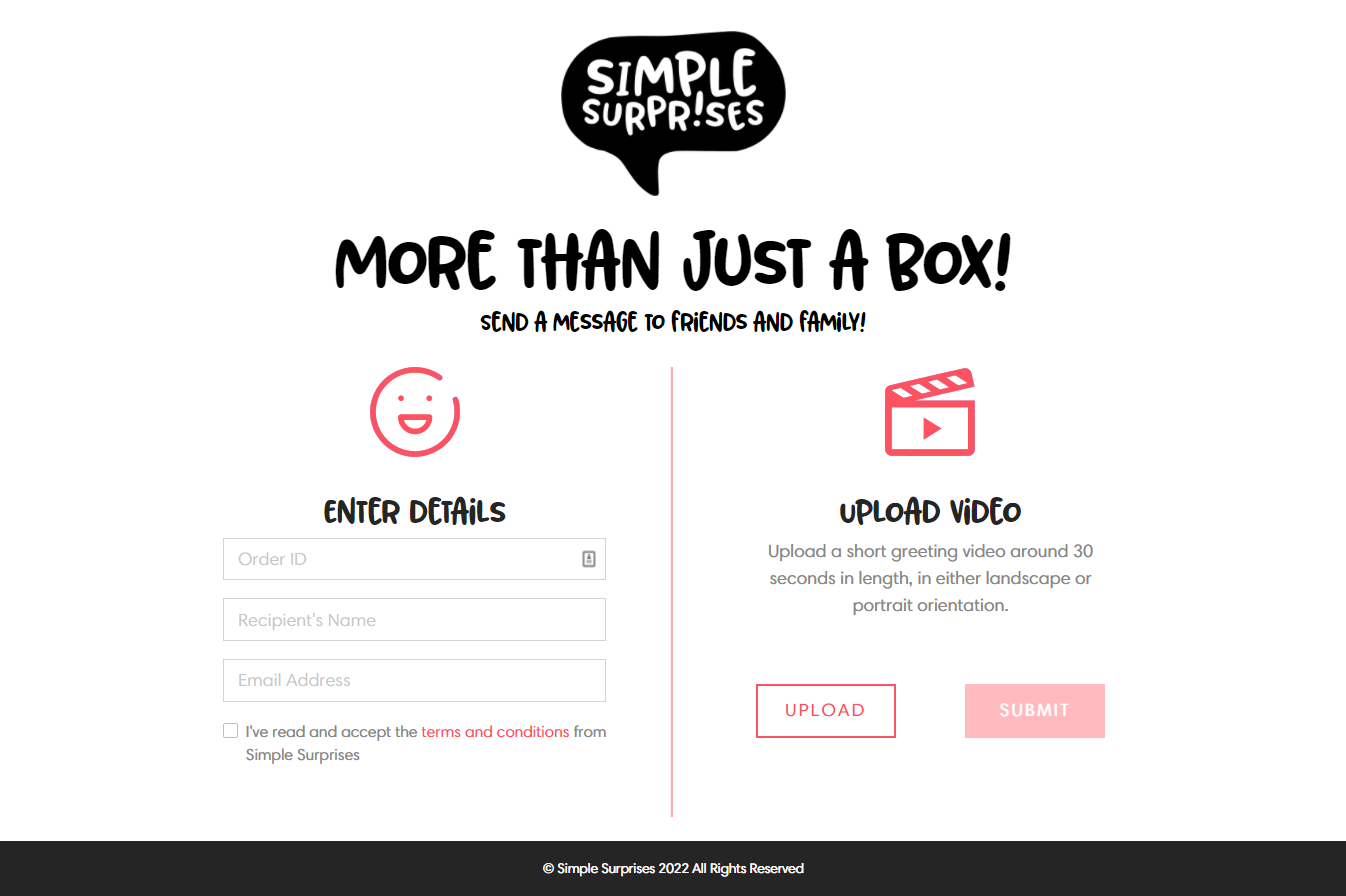 SIMPLE
SURPR!SES
MORE THAN JUST A BOX!
SEND A MESSAGE TO FRiENDS AND FAMiLY!
ENTER DETAiLS
Order ID
Recipient's Name
Email Address
I've read and accept the terms and conditions from
Simple Surprises
UPLOAD ViDEO
Upload a short greeting video around 30
seconds in length, in either landscape or
portrait orientation.
UPLOAD
SUBMIT
© Simple Surprises 2022 All Rights Reserved